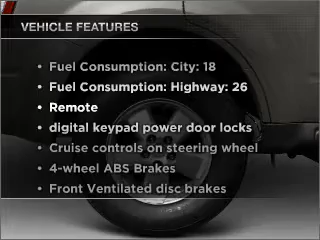 VEHICLE FEATURES
• Fuel Consumption: City: 18
• Fuel Consumption: Highway: 26
• Remote
• digital keypad power door locks
• Cruise controls on steering wheel
• 4-wheel ABS Brakes
• Front Ventilated disc brakes